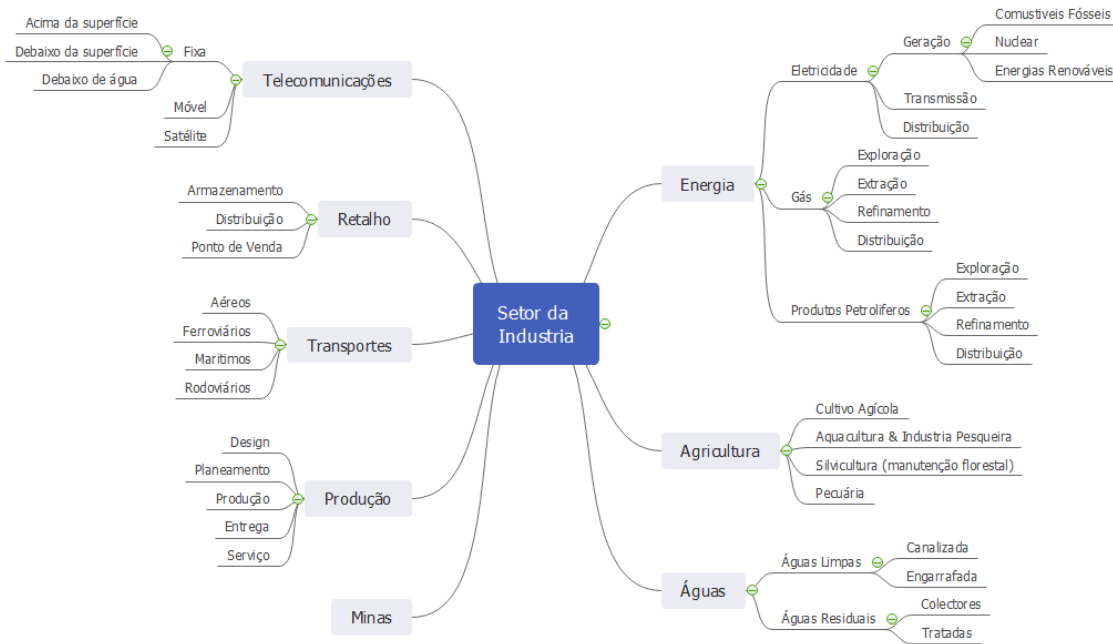 Setor da
Industria
Telecomunicações
Fixa
Acima da superfície
Debaixo da superfície
Debaixo de água
Móvel
Satélite
Retalho
Armazenamento
Distribuição
Ponto de Venda
Transportes
Aéreos
Ferroviários
Maritimos
Rodoviários
Produção
Design
Planeamento
Produção
Entrega
Serviço
Minas
Energia
Eletricidade
Geração
Comustiveis Fósseis
Nuclear
Energias Renováveis
Transmissão
Distribuição
Gás
Exploração
Extração
Refinamento
Distribuição
Produtos Petroliferos
Exploração
Extração
Refinamento
Distribuição
Agricultura
Cultivo Agícola
Aquacultura & Industria Pesqueira
Silvicultura (manutenção florestal)
Pecuária
Águas
Águas Limpas
Canalizada
Engarrafada
Águas Residuais
Colectores
Tratadas